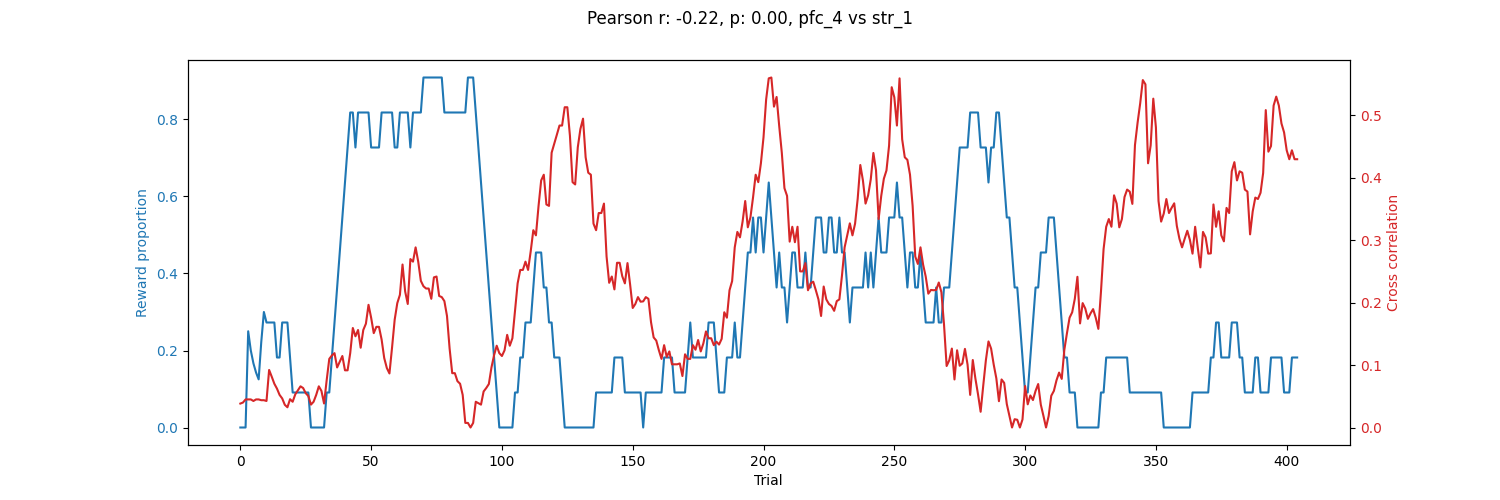 Pearson r: -0.22, p: 0.00, pfc_4 vs str_1
Reward proportion
0.8
0.6
0.4
0.2
0.0
0.5
0.4
0.3
0.2
0.1
0.0
Cross correlation
0 50 100 150 200 250 300 350 400
Trial